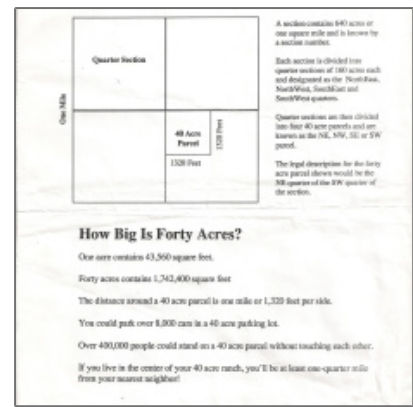 A section contains 640 acres or
one square mile and is known by
a section number.
Quarter Section
Each section is divided into
quarter sections of 160 acres each
and designated as the NorthEast,
NorthWest, SouthEast and
SouthWest quarters.
One Mile
Quarter sections are then divided
into four 40 acre parcels and are
known as the NE, NW, SE or SW
parcel.
40 Acre
Parcel
1320 Feet
1320 Feet
The legal description for the forty
acre parcel shown would be the
NE quarter of the SW quarter of
the section.
How Big Is Forty Acres?
One acre contains 43,560 square feet.
Forty acres contains 1,742,400 square feet
The distance around a 40 acre parcel is one mile or 1,320 feet per side.
You could park over 8,000 cars in a 40 acre parking lot.
Over 400,000 people could stand on a 40 acre parcel without touching each other.
If you live in the center of your 40 acre ranch, you'll be at least one-quarter mile
from your nearest neighbor!